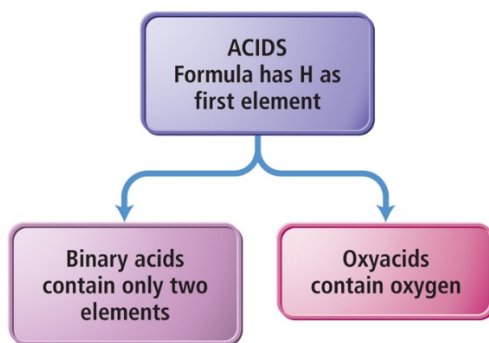 ACIDS
Formula has H as
first element
Binary acids
contain only two
elements
Oxyacids
contain oxygen